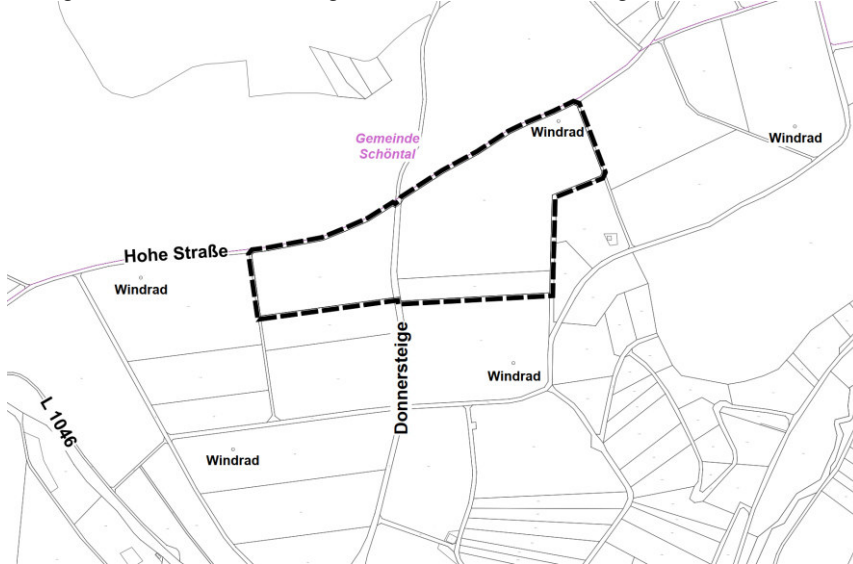 Gemeinde
Schöntal
Windrad
Windrad
Hohe Straße
Windrad
Donnersteige
Windrad
L 1046
Windrad